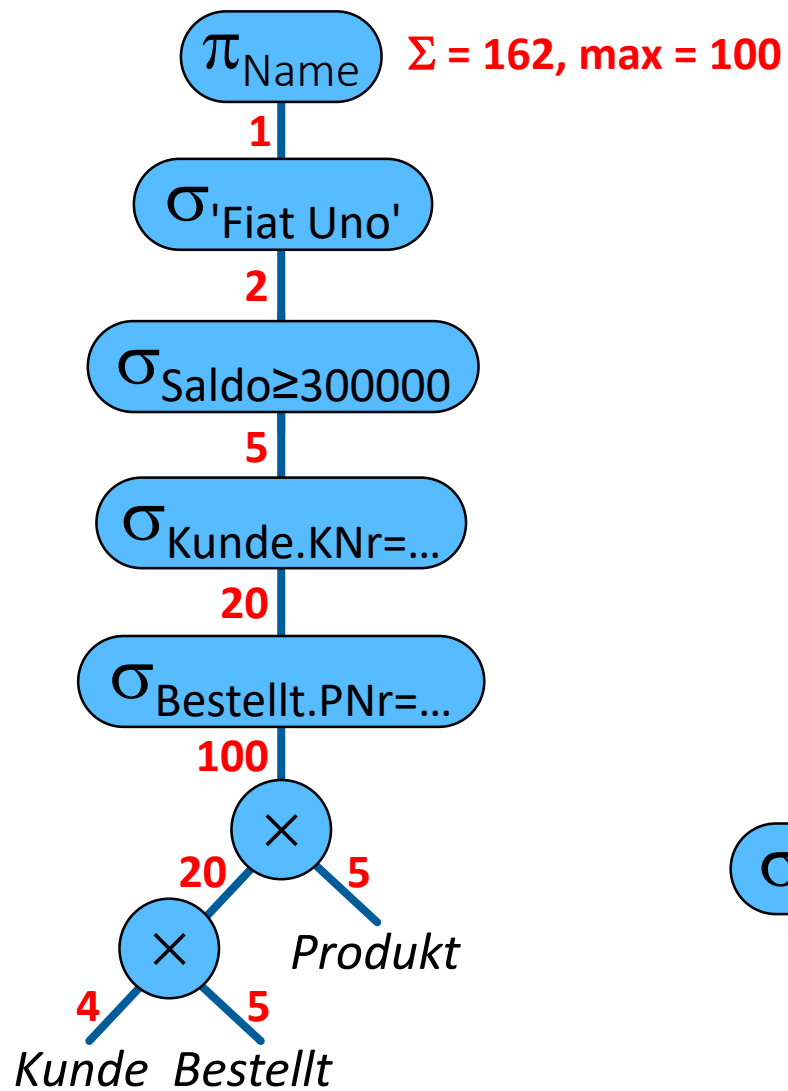 πName Σ = 162, max = 100
1
σ'Fiat Uno'
2
σSaldo≥300000
5
σKunde.KNr=...
20
σBestellt.PNr=...
100
×
20 5
× Produkt
σ
4 5
Kunde Bestellt